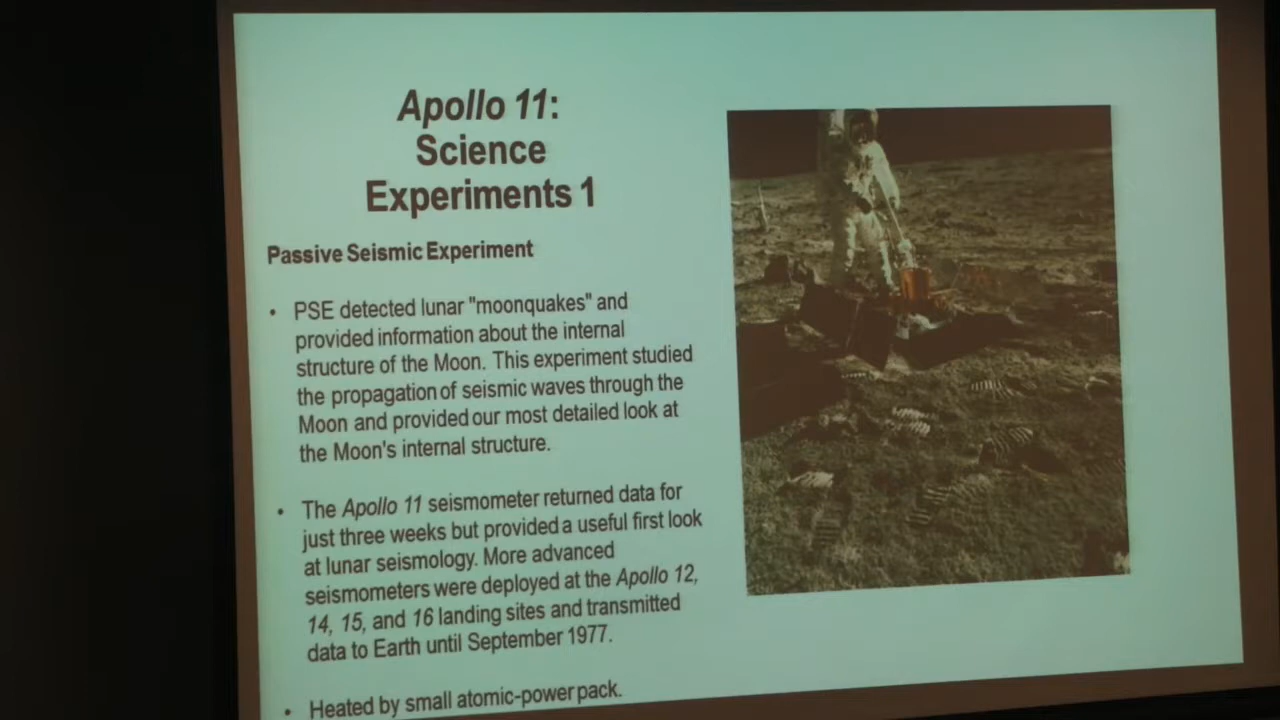 Apollo 11:
Science
Experiments 1
Passive Seismic Experiment
• PSE detected lunar "moonquakes" and
provided information about the internal
structure of the Moon. This experiment studied
the propagation of seismic waves through the
Moon and provided our most detailed look at
the Moon's internal structure.
• The Apollo 11 seismometer returned data for
just three weeks but provided a useful first look
at lunar seismology. More advanced
seismometers were deployed at the Apollo 12,
14, 15, and 16 landing sites and transmitted
data to Earth until September 1977.
• Heated by small atomic-power pack.